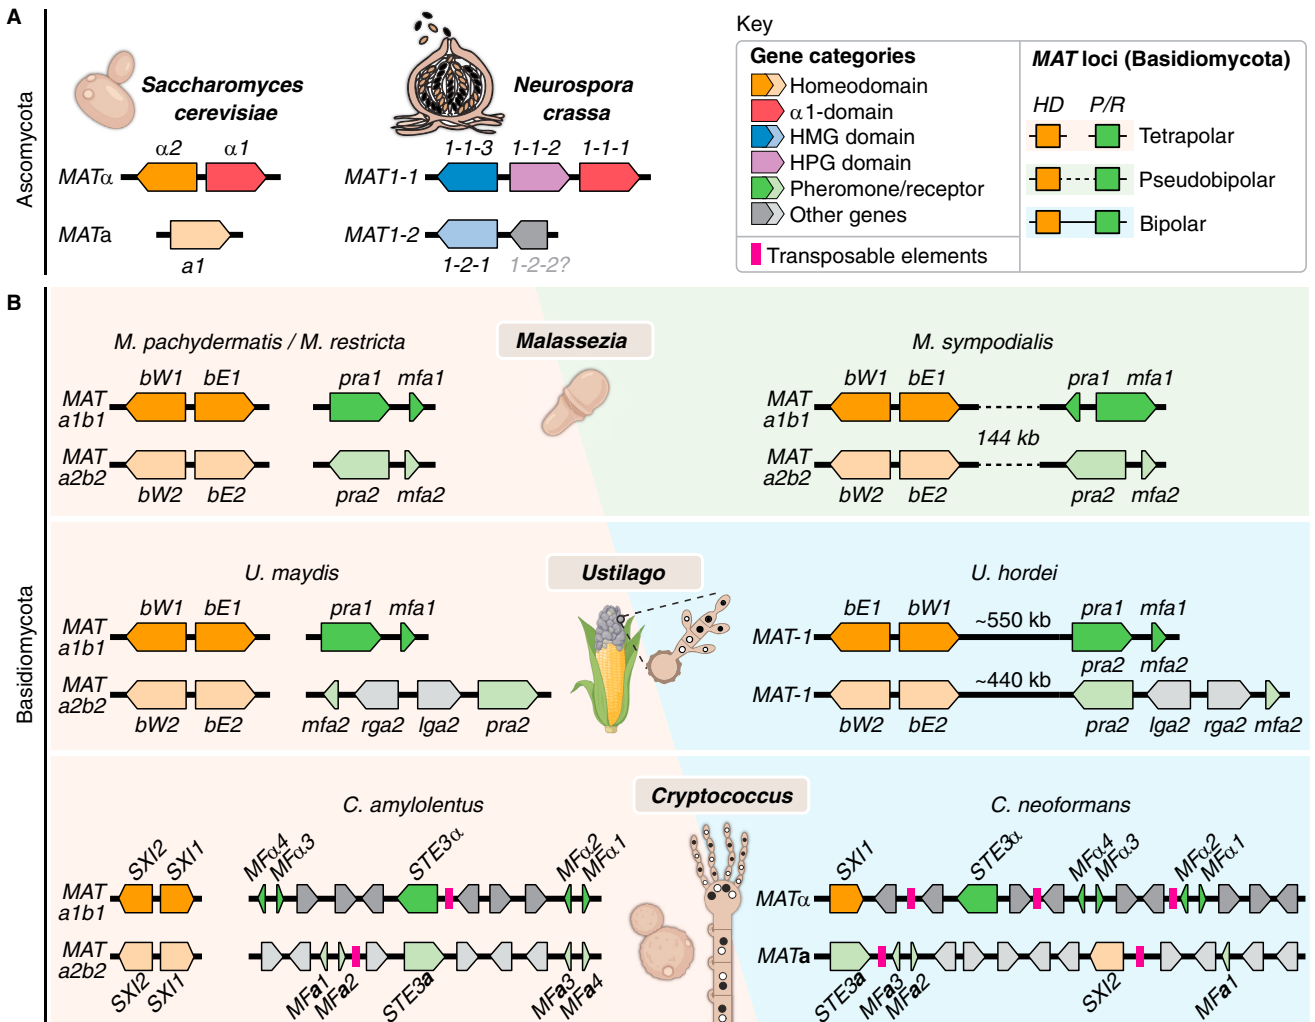 A
Ascomycota
Saccharomyces
cerevisiae
α2 α1
MATα
MATa
a1
Neurospora
crassa
1-1-3 1-1-2 1-1-1
MAT1-1
MAT1-2
1-2-1 1-2-2?
Key
Gene categories
Homeodomain
α1-domain
HMG domain
HPG domain
Pheromone/receptor
Other genes
Transposable elements
MAT loci (Basidiomycota)
HD P/R
Tetrapolar
Pseudobipolar
Bipolar
B
Basidiomycota
Malassezia
M. pachydermatis / M. restricta
bW1 bE1 pra1 mfa1
MAT
a1b1
MAT
a2b2
bW2 bE2 pra2 mfa2
M. sympodialis
bW1 bE1 pra1 mfa1
MAT
a1b1
144 kb
MAT
a2b2
bW2 bE2 pra2 mfa2
Ustilago
U. maydis
bW1 bE1 pra1 mfa1
MAT
a1b1
MAT
a2b2
bW2 bE2 mfa2 rga2 lga2 pra2
U. hordei
bE1 bW1 ~550 kb pra1 mfa1
MAT-1
pra2 mfa2
MAT-1 ~440 kb
bW2 bE2 pra2 lga2 rga2 mfa2
Cryptococcus
C. amylolentus
SXI2 SXI1 MFα4 MFα3 STE3α MFα2 MFα1
MAT
a1b1
MAT
a2b2
SXI2 SXI1 MFa1 MFa2 STE3a MFa3 MFa4
C. neoformans
SXI1 STE3α MFα4 MFα3 MFα2 MFα1
MATα
MATa
STE3a MFa3 MFa2 SXI2 MFa1